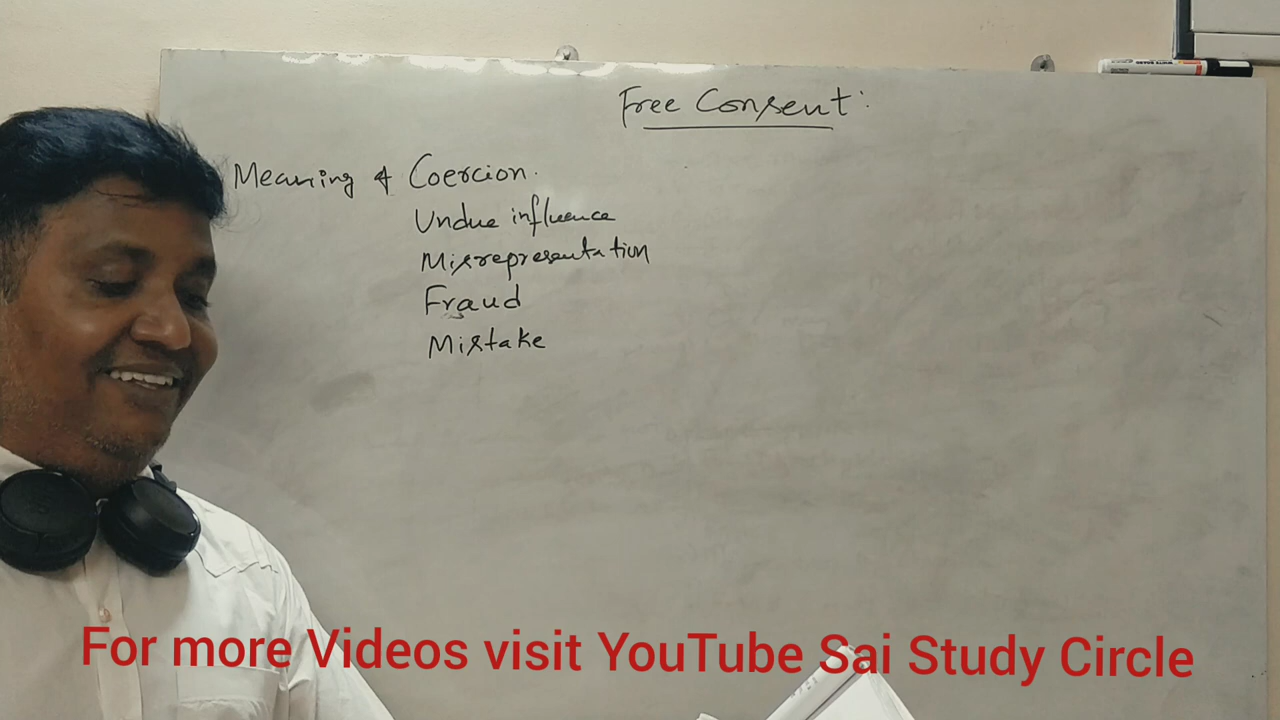 Free Consent:
Meaning & Coercion.
Undue influence
Misrepresentation
Fraud
Mistake
For more Videos visit YouTube Sai Study Circle